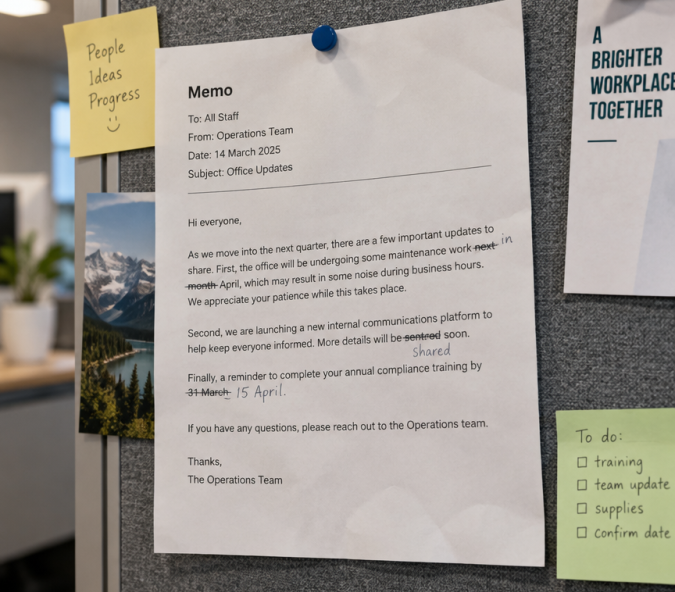 People
Ideas
Progress
Memo
To: All Staff
From: Operations Team
Date: 14 March 2025
Subject: Office Updates
Hi everyone,
As we move into the next quarter, there are a few important updates to
share. First, the office will be undergoing some maintenance work next in
month April, which may result in some noise during business hours.
We appreciate your patience while this takes place.
Second, we are launching a new internal communications platform to
help keep everyone informed. More details will be soon.
shared
Finally, a reminder to complete your annual compliance training by
31 March 15 April.
If you have any questions, please reach out to the Operations team.
Thanks,
The Operations Team
A
BRIGHTER
WORKPLACE
TOGETHER
To do:
☐ training
☐ team update
☐ supplies
☐ confirm date